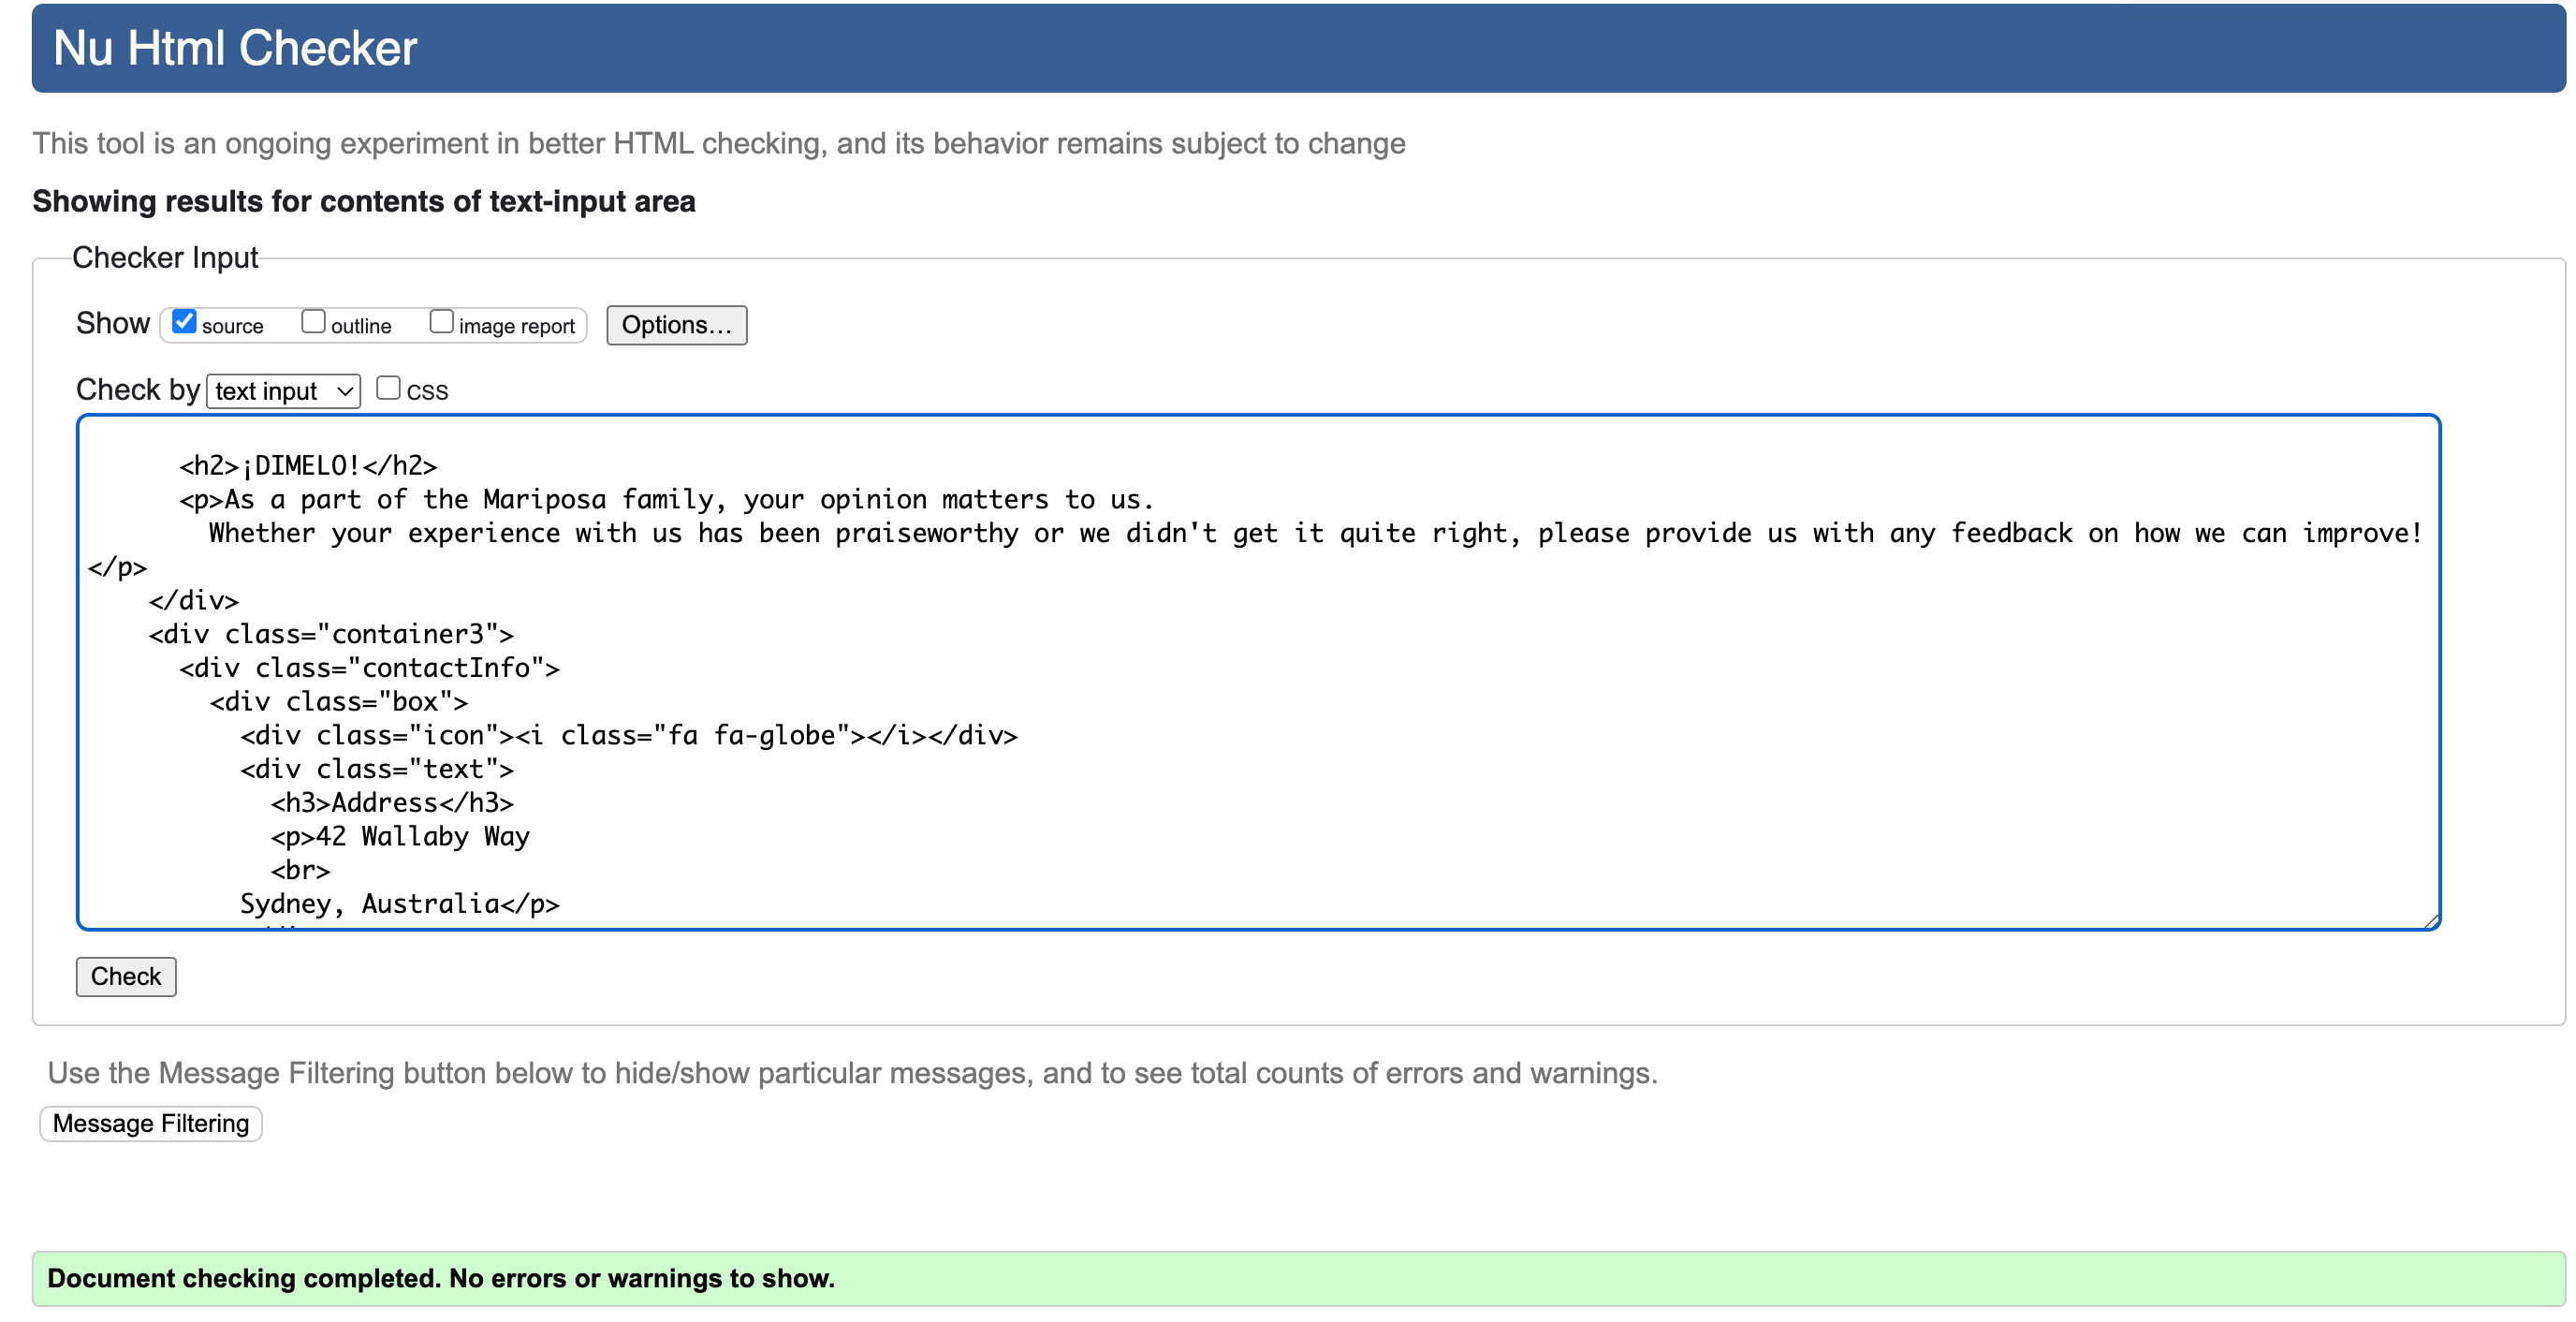 Nu Html Checker
This tool is an ongoing experiment in better HTML checking, and its behavior remains subject to change
Showing results for contents of text-input area
Checker Input
Show source outline image report Options...
Check by text input CSS
<h2>¡DIMELO!</h2>
<p>As a part of the Mariposa family, your opinion matters to us.
Whether your experience with us has been praiseworthy or we didn't get it quite right, please provide us with any feedback on how we can improve!
</p>
</div>
<div class="container3">
<div class="contactInfo">
<div class="box">
<div class="icon"><i class="fa fa-globe"></i></div>
<div class="text">
<h3>Address</h3>
<p>42 Wallaby Way
<br>
Sydney, Australia</p>
Check
Use the Message Filtering button below to hide/show particular messages, and to see total counts of errors and warnings.
Message Filtering
Document checking completed. No errors or warnings to show.